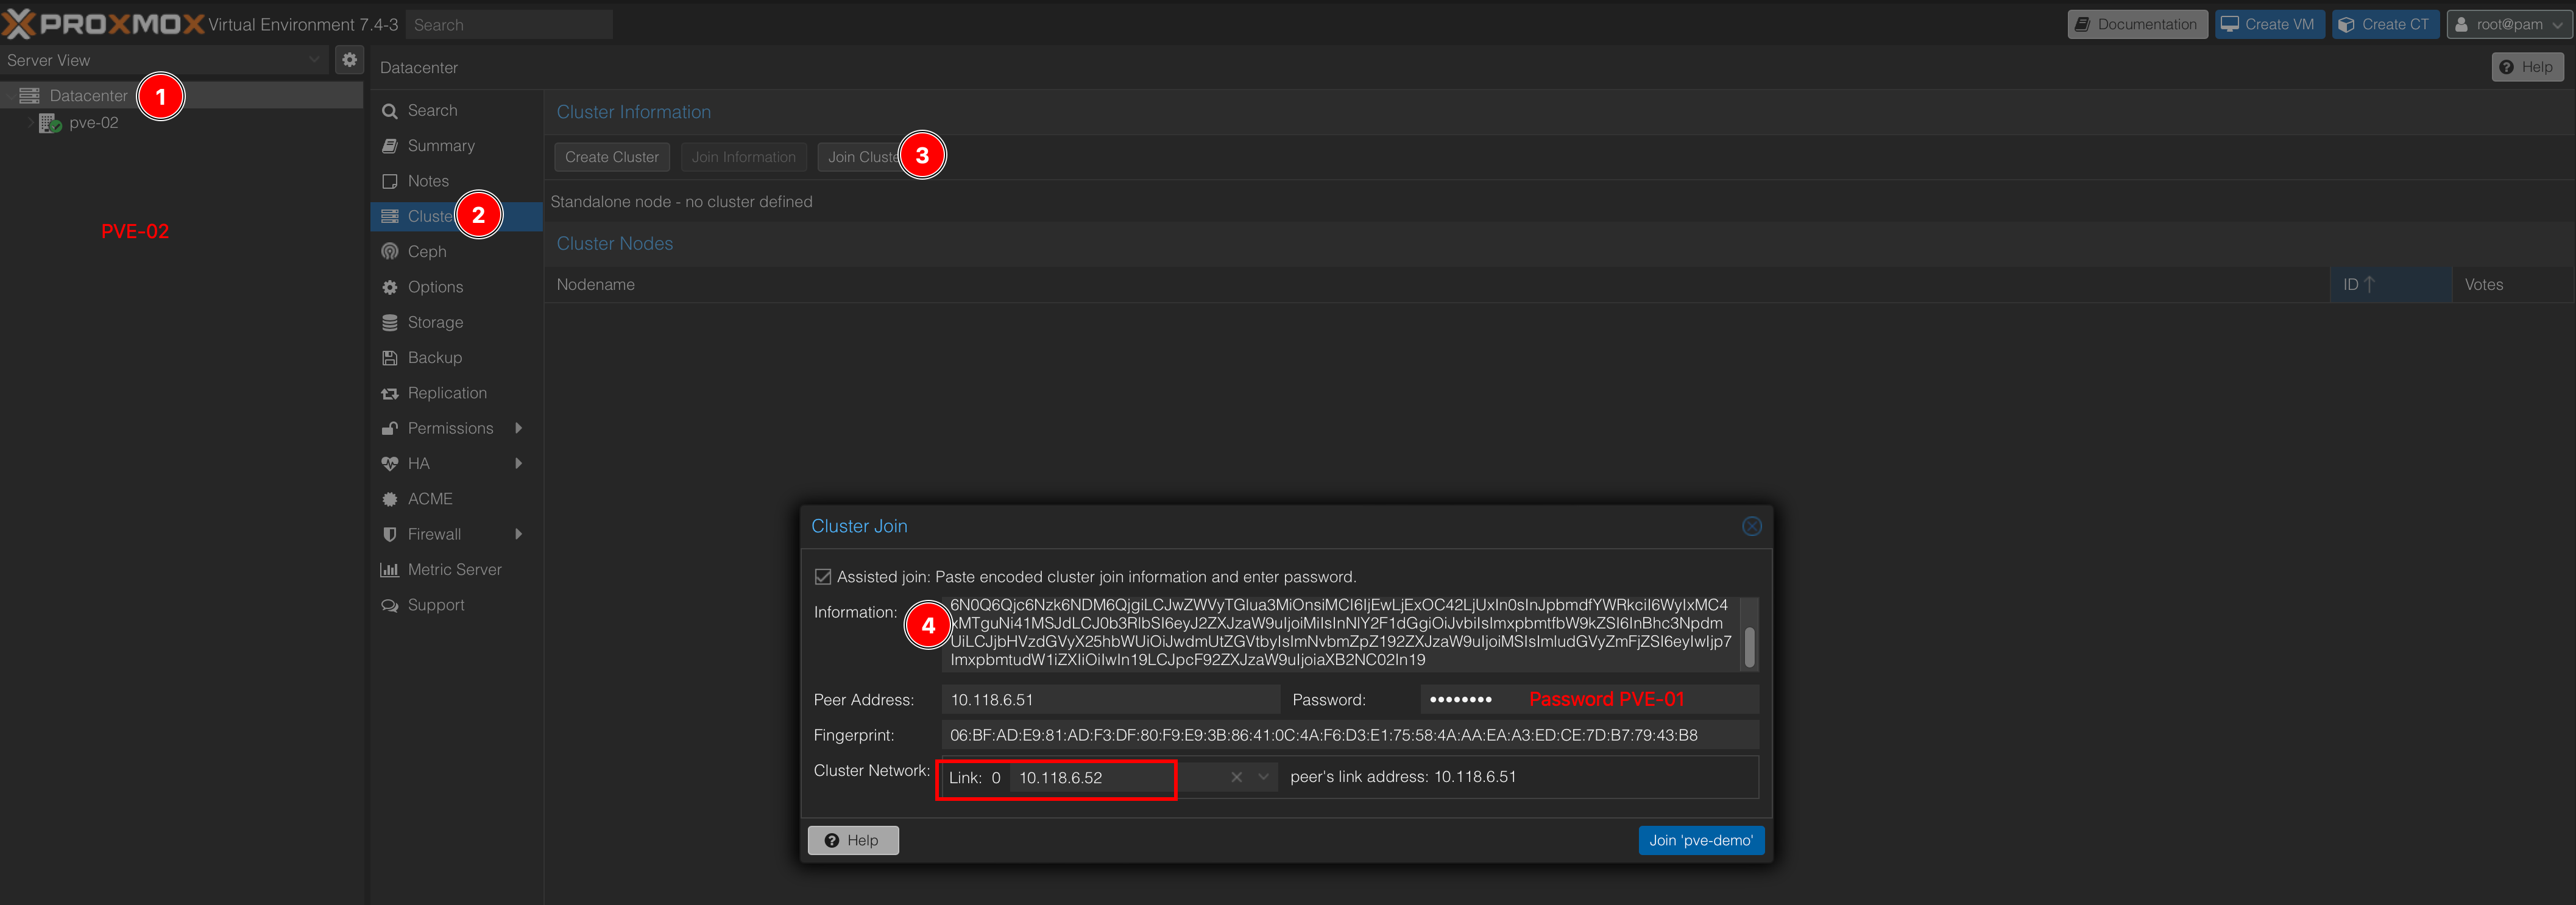 PROXMOX Virtual Environment 7.4-3 Search Documentation Create VM Create CT root@pam
Server View
Datacenter Help
Datacenter 1
pve-02
PVE-02
Search
Summary
Notes
Cluste 2
Ceph
Options
Storage
Backup
Replication
Permissions
HA
ACME
Firewall
Metric Server
Support
Cluster Information
Create Cluster Join Information Join Cluste 3
Standalone node - no cluster defined
Cluster Nodes
Nodename ID Votes
Cluster Join
Assisted join: Paste encoded cluster join information and enter password.
Information: 4
6N0Q6Qjc6Nzk6NDM6QjgiLCJwZWVyTGlua3MiOnsiMCI6IjEwLjExOC42LjUxIn0sInJpbmdfYWRkciI6WyIxMC4
xMTguNi41MSJdLCJ0b3RlbSI6eyJ2ZXJzaW9uIjoiMiIsInNlY2F1dGgiOiJvbiIsImxpbmtfbW9kZSI6InBhc3Npdm
UiLCJjbHVzdGVyX25hbWUiOiJwdmUtZGVtbyIsImNvbmZpZ192ZXJzaW9uIjoiMSIsImludGVyZmFjZSI6eyIwIjp7
ImxpbmtudW1iZXIiOiIwIn19LCJpcF92ZXJzaW9uIjoiaXB2NC02In19
Peer Address: 10.118.6.51 Password: •••••••• Password PVE-01
Fingerprint: 06:BF:AD:E9:81:AD:F3:DF:80:F9:E9:3B:86:41:0C:4A:F6:D3:E1:75:58:4A:AA:EA:A3:ED:CE:7D:B7:79:43:B8
Cluster Network: Link: 0 10.118.6.52 peer's link address: 10.118.6.51
Help Join 'pve-demo'